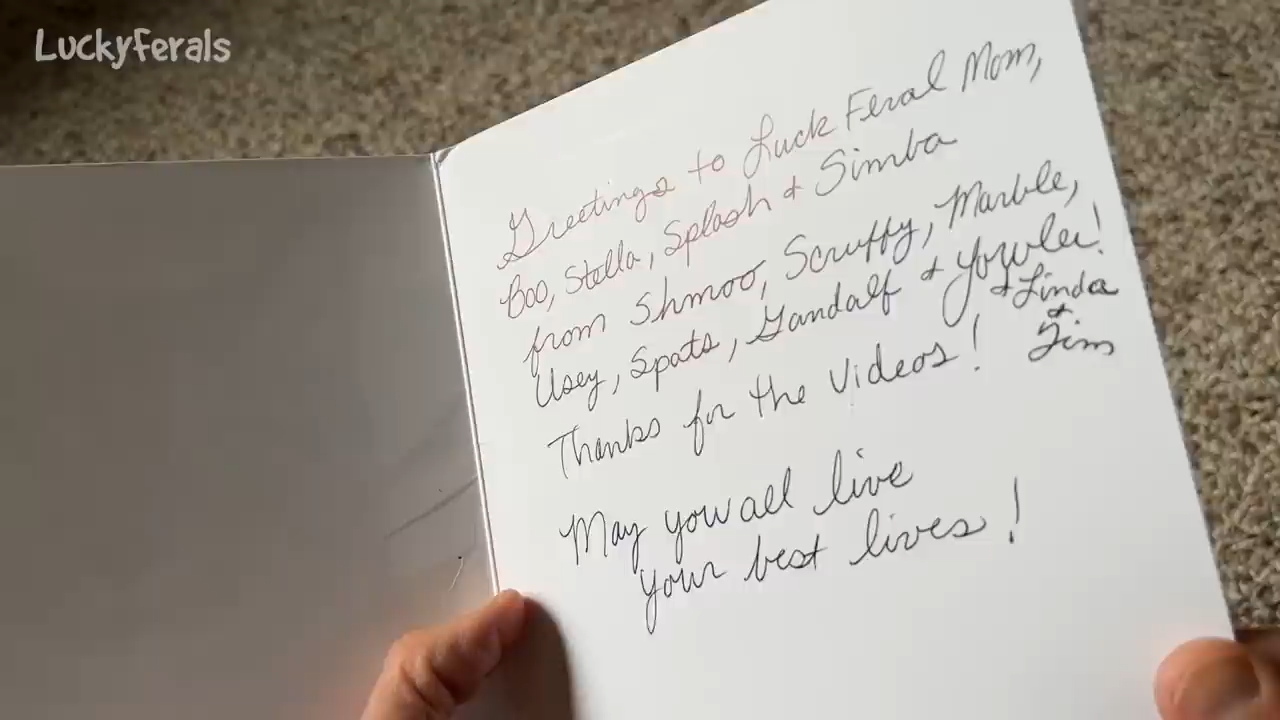 LuckyFerals
Greetings to Luck Feral Mom,
Boo, Stella, Splash & Simba
from Shmoo, Scruffy, Marble,
Usey, Spats, Gandalf & Yowler!
& Linda
&
Jim
Thanks for the Videos!
May you all live
your best lives!